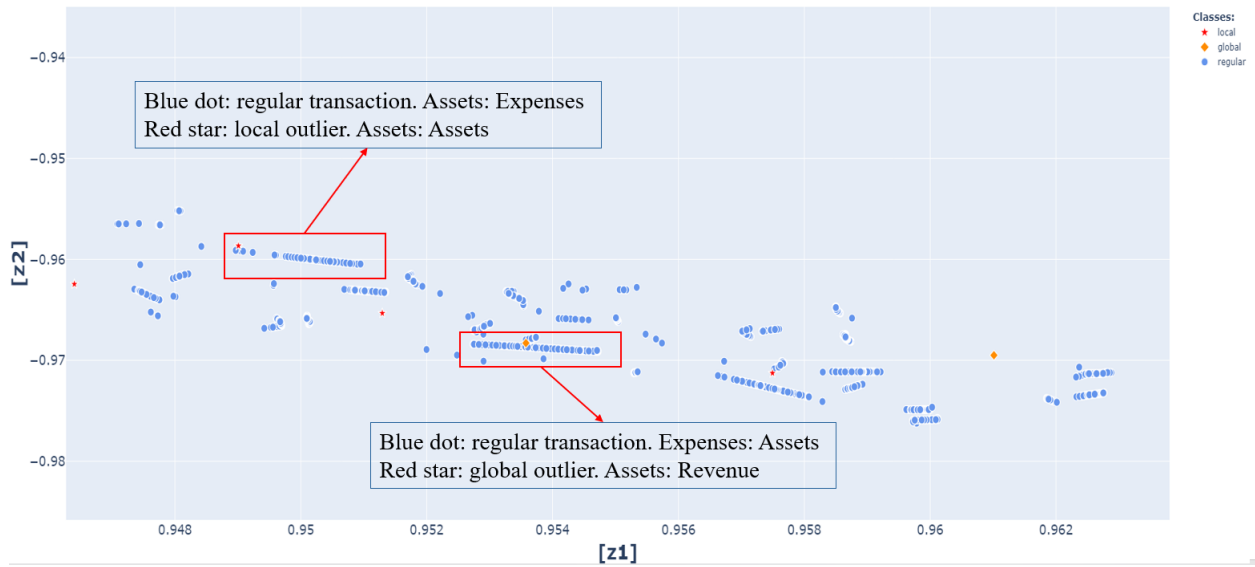 Classes:
local
global
regular
−0.94
Blue dot: regular transaction. Assets: Expenses
Red star: local outlier. Assets: Assets
−0.95
−0.96
[z2]
−0.97
Blue dot: regular transaction. Expenses: Assets
Red star: global outlier. Assets: Revenue
−0.98
0.948 0.95 0.952 0.954 0.956 0.958 0.96 0.962
[z1]